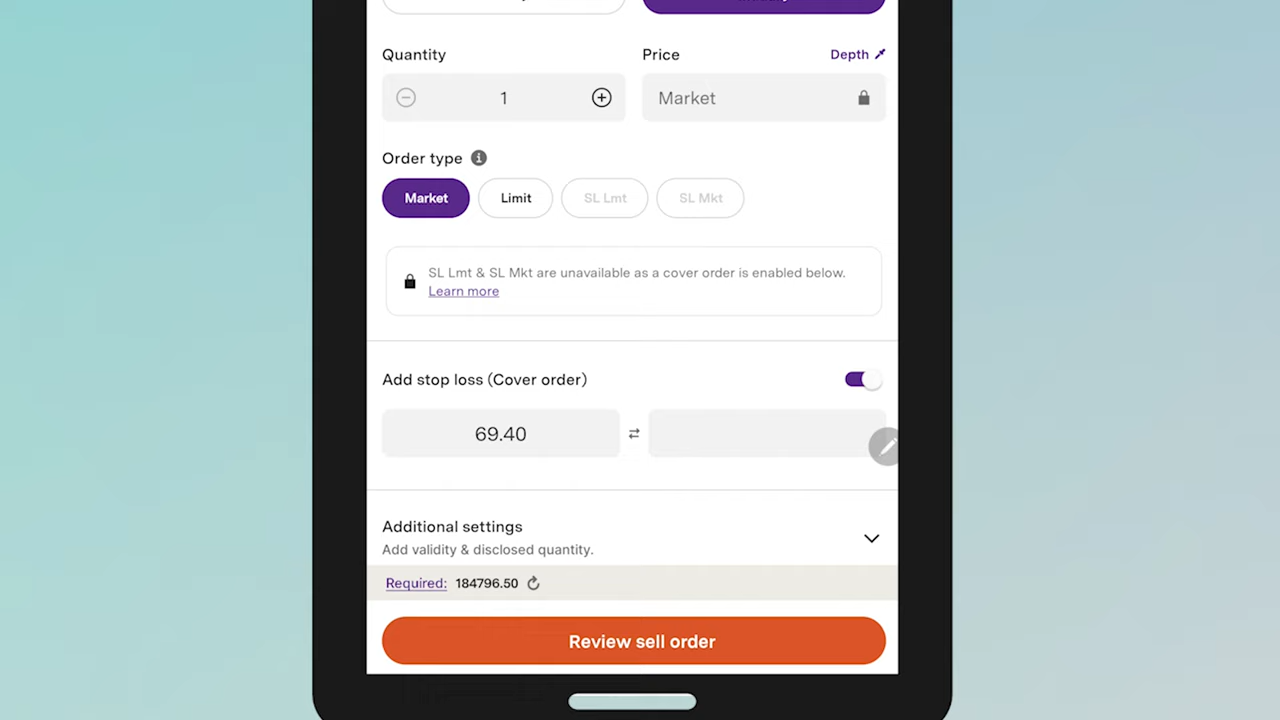 Quantity
Price
Depth
1
Market
Order type
Market
Limit
SL Lmt
SL Mkt
SL Lmt & SL Mkt are unavailable as a cover order is enabled below.
Learn more
Add stop loss (Cover order)
69.40
Additional settings
Add validity & disclosed quantity.
Required: 184796.50
Review sell order